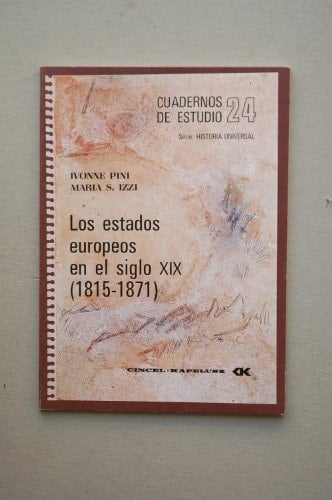 CUADERNOS
DE ESTUDIO 24
Serie: HISTORIA UNIVERSAL
IVONNE PINI
MARIA S. IZZI
Los estados
europeos
en el siglo XIX
(1815-1871)
CINCEL-KAPELUSZ CK